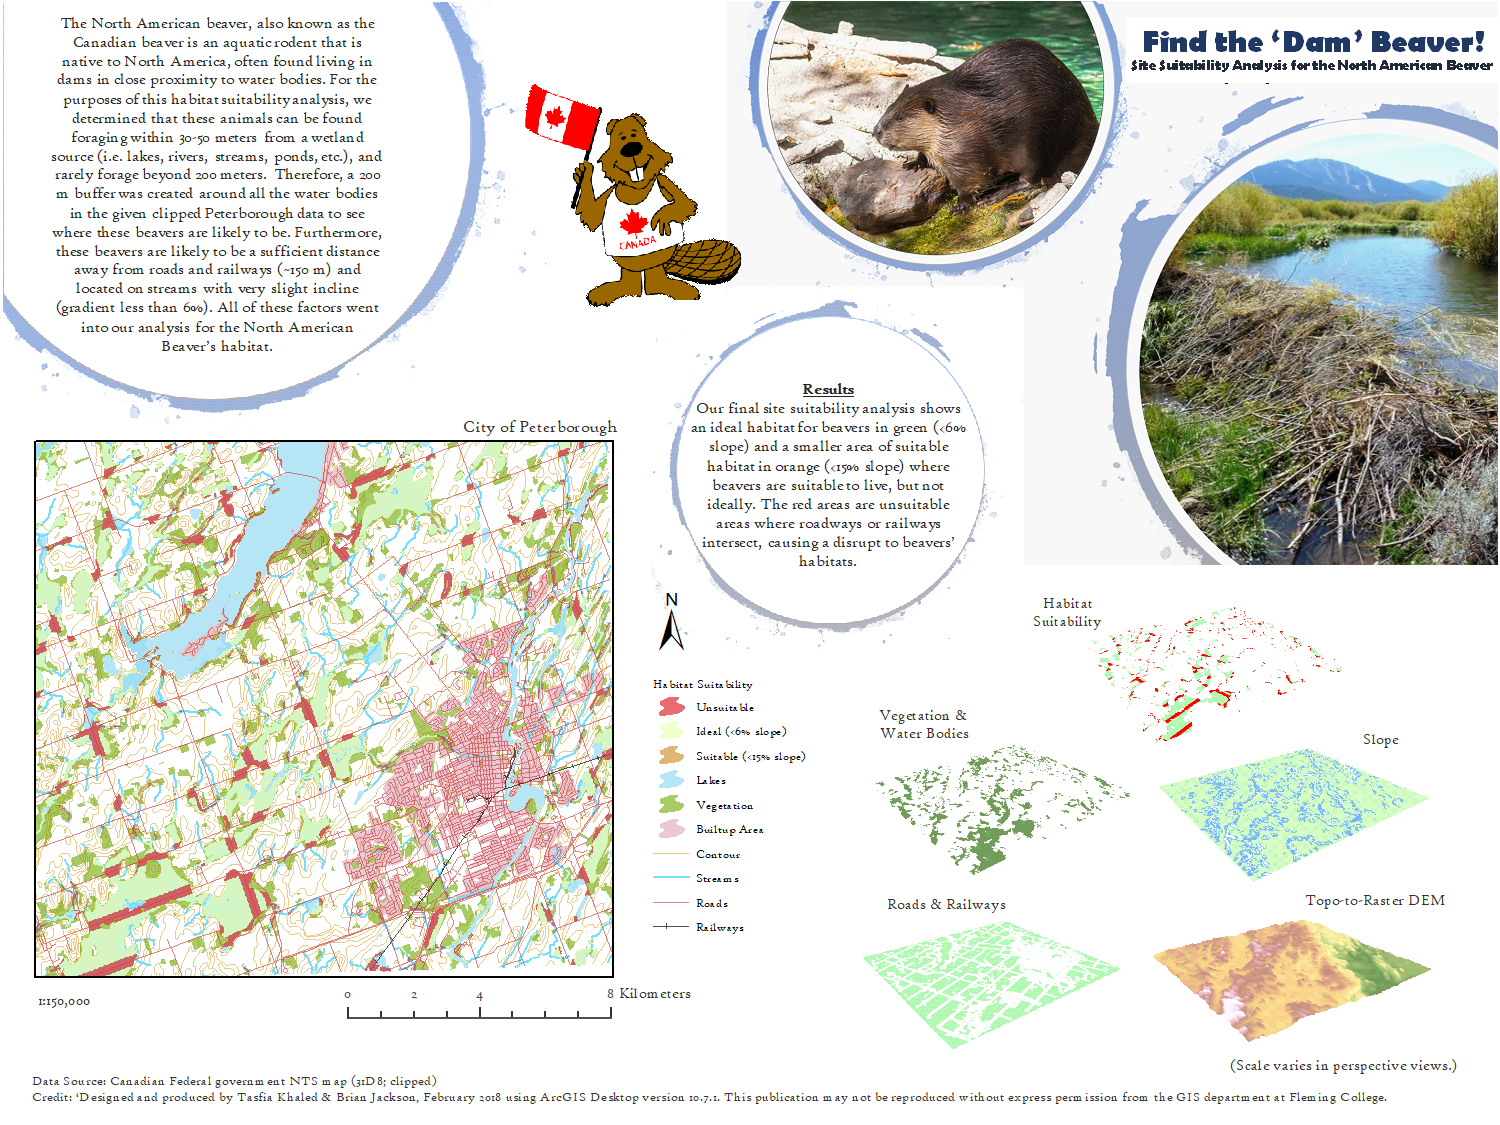 Find the ‘Dam’ Beaver!
Site Suitability Analysis for the North American Beaver
The North American beaver, also known as the
Canadian beaver is an aquatic rodent that is
native to North America, often found living in
dams in close proximity to water bodies. For the
purposes of this habitat suitability analysis, we
determined that these animals can be found
foraging within 30-50 meters from a wetland
source (i.e. lakes, rivers, streams, ponds, etc.), and
rarely forage beyond 200 meters. Therefore, a 200
m buffer was created around all the water bodies
in the given clipped Peterborough data to see
where these beavers are likely to be. Furthermore,
these beavers are likely to be a sufficient distance
away from roads and railways (~150 m) and
located on streams with very slight incline
(gradient less than 6%). All of these factors went
into our analysis for the North American
Beaver’s habitat.
CANADA
Results
Our final site suitability analysis shows
an ideal habitat for beavers in green (<6%
slope) and a smaller area of suitable
habitat in orange (<15% slope) where
beavers are suitable to live, but not
ideally. The red areas are unsuitable
areas where roadways or railways
intersect, causing a disrupt to beavers’
habitats.
City of Peterborough
N
Habitat Suitability
Unsuitable
Ideal (<6% slope)
Suitable (<15% slope)
Lakes
Vegetation
Builtup Area
Contour
Streams
Roads
Railways
Habitat
Suitability
Vegetation &
Water Bodies
Slope
Roads & Railways
Topo-to-Raster DEM
1:150,000
0 2 4 8 Kilometers
(Scale varies in perspective views.)
Data Source: Canadian Federal government NTS map (31D8; clipped)
Credit: ‘Designed and produced by Tasfia Khaled & Brian Jackson, February 2018 using ArcGIS Desktop version 10.7.1. This publication may not be reproduced without express permission from the GIS department at Fleming College.